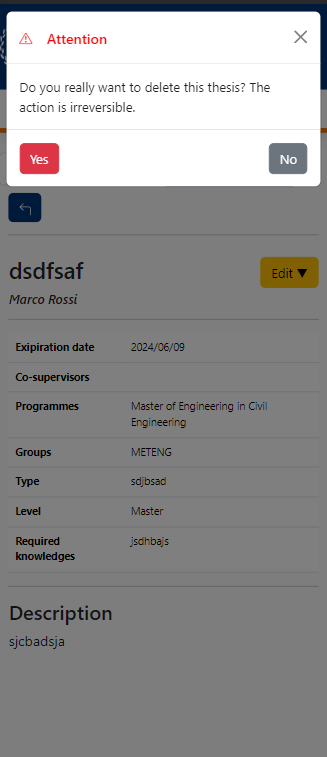 Attention
Do you really want to delete this thesis? The
action is irreversible.
Yes No
dsdfsaf
Edit ▼
Marco Rossi
Exipiration date 2024/06/09
Co-supervisors
Programmes Master of Engineering in Civil
Engineering
Groups METENG
Type sdjbsad
Level Master
Required jsdhbajs
knowledges
Description
sjcbadsja